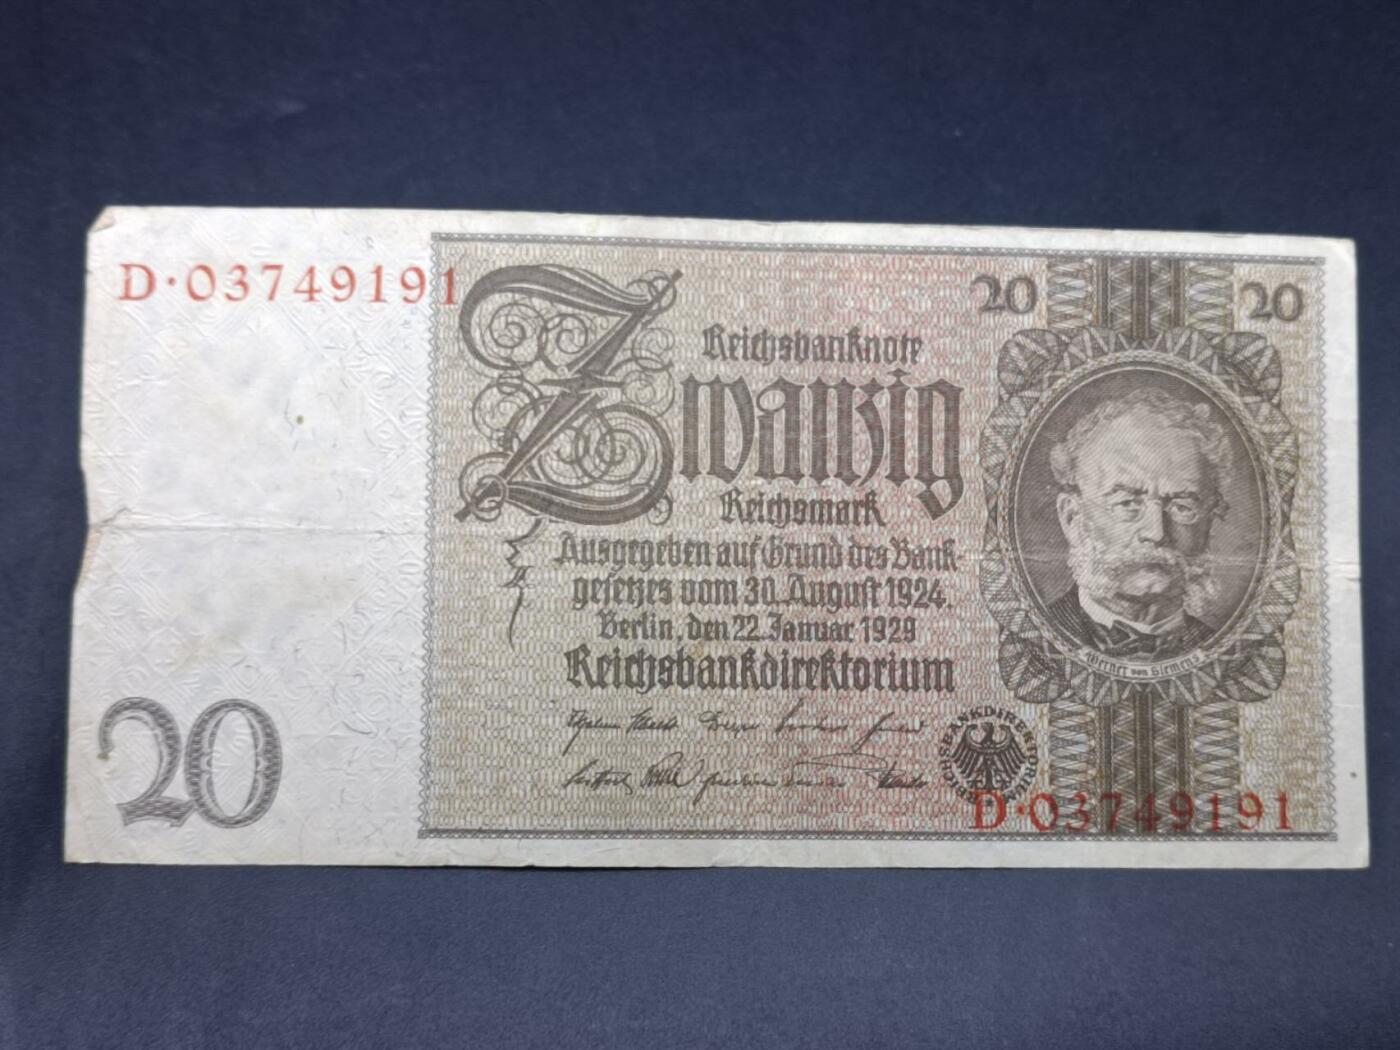 D·03749191
20
20
Reichsbanknote
Zwanzig
Reichsmark
Ausgegeben auf Grund des Bank-
gesetzes vom 30. August 1924.
Berlin, den 22. Januar 1929
Reichsbankdirektorium
Werner von Siemens
REICHSBANKDIREKTORIUM
20
D·03749191